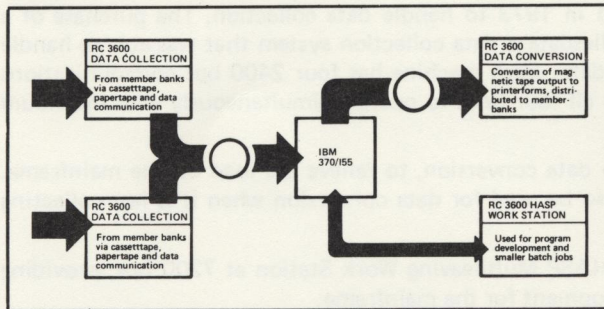 RC 3600
DATA COLLECTION
From member banks
via cassetttape,
papertape and data
communication
RC 3600
DATA COLLECTION
From member banks
via cassetttape,
papertape and data
communication
IBM
370/155
RC 3600
DATA CONVERSION
Conversion of mag-
netic tape output to
printerforms, distri-
buted to member-
banks
RC 3600 HASP
WORK STATION
Used for program
development and
smaller batch jobs